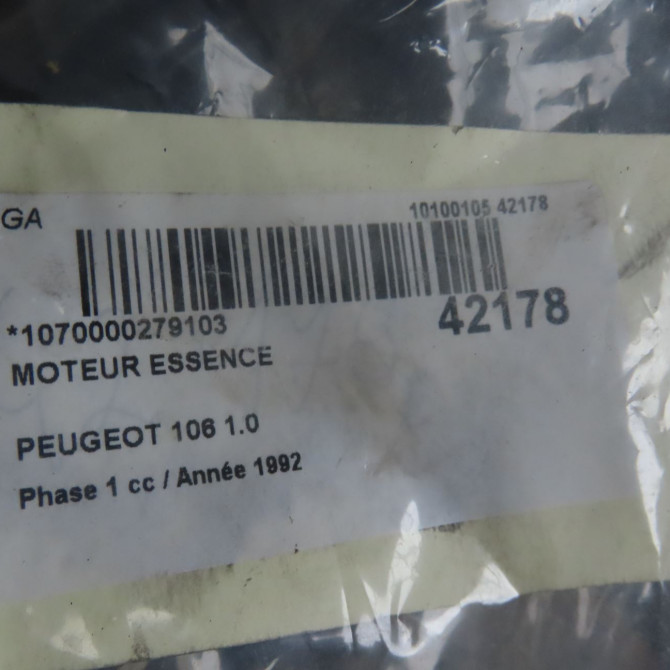 GA
10100105 42178
*1070000279103
42178
MOTEUR ESSENCE
PEUGEOT 106 1.0
Phase 1 cc / Année 1992